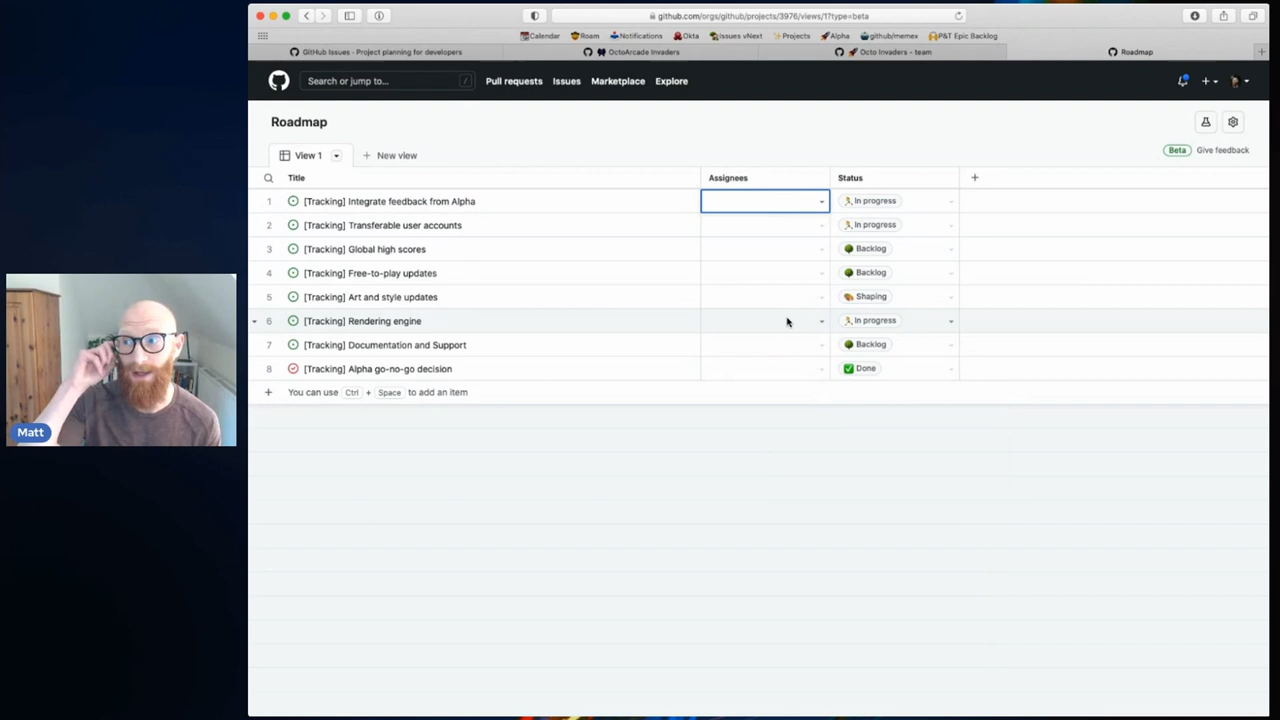 github.com/orgs/github/projects/3976/views/1?type=beta
Calendar Roam Notifications Okta Issues vNext Projects Alpha github/memex P&T Epic Backlog
GitHub Issues · Project planning for developers OctoArcade Invaders Octo Invaders - team Roadmap
Search or jump to... / Pull requests Issues Marketplace Explore
Roadmap
View 1 New view Beta Give feedback
Title Assignees Status
1 [Tracking] Integrate feedback from Alpha In progress
2 [Tracking] Transferable user accounts In progress
3 [Tracking] Global high scores Backlog
4 [Tracking] Free-to-play updates Backlog
5 [Tracking] Art and style updates Shaping
6 [Tracking] Rendering engine In progress
7 [Tracking] Documentation and Support Backlog
8 [Tracking] Alpha go-no-go decision Done
You can use Ctrl + Space to add an item
Matt